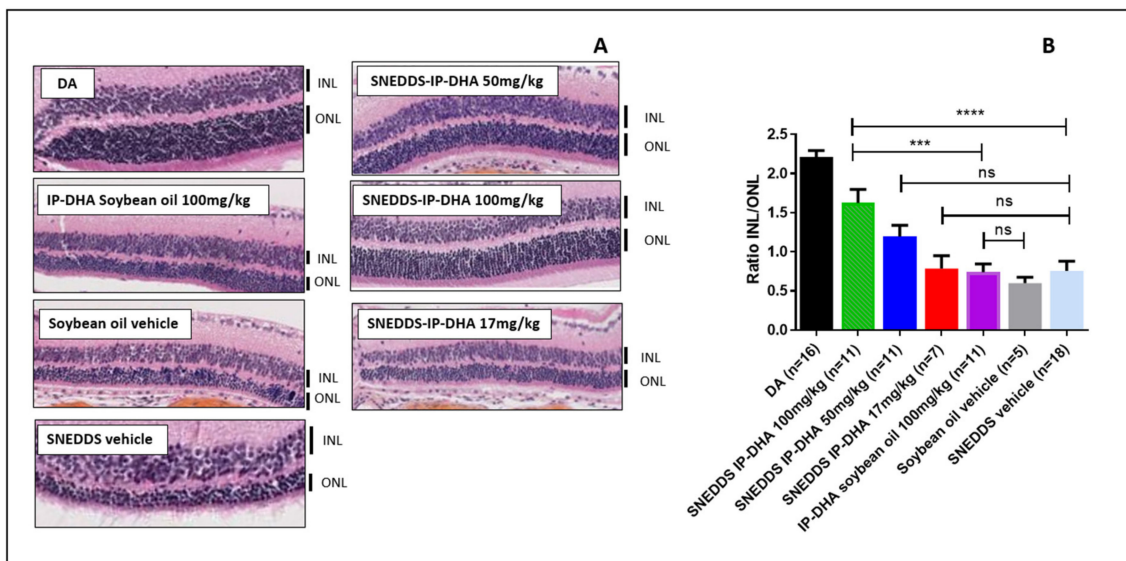 A
DA
INL
ONL
IP-DHA Soybean oil 100mg/kg
INL
ONL
Soybean oil vehicle
INL
ONL
SNEDDS vehicle
INL
ONL
SNEDDS-IP-DHA 50mg/kg
INL
ONL
SNEDDS-IP-DHA 100mg/kg
INL
ONL
SNEDDS-IP-DHA 17mg/kg
INL
ONL
B
****
***
ns
ns
ns
Ratio INL/ONL
2.5
2.0
1.5
1.0
0.5
0.0
DA (n=16)
SNEDDS IP-DHA 100mg/kg (n=11)
SNEDDS IP-DHA 50mg/kg (n=11)
SNEDDS IP-DHA 17mg/kg (n=7)
IP-DHA soybean oil 100mg/kg (n=11)
Soybean oil vehicle (n=5)
SNEDDS vehicle (n=18)